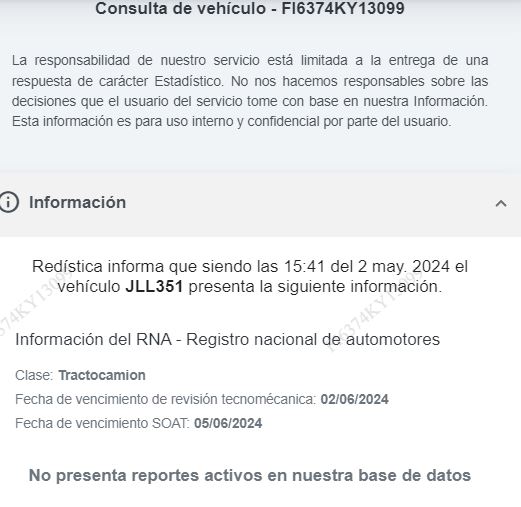 Consulta de vehículo - FI6374KY13099
La responsabilidad de nuestro servicio está limitada a la entrega de una
respuesta de carácter Estadístico. No nos hacemos responsables sobre las
decisiones que el usuario del servicio tome con base en nuestra Información.
Esta información es para uso interno y confidencial por parte del usuario.
Información
Redística informa que siendo las 15:41 del 2 may. 2024 el
vehículo JLL351 presenta la siguiente información.
Información del RNA - Registro nacional de automotores
Clase: Tractocamion
Fecha de vencimiento de revisión tecnomécanica: 02/06/2024
Fecha de vencimiento SOAT: 05/06/2024
No presenta reportes activos en nuestra base de datos